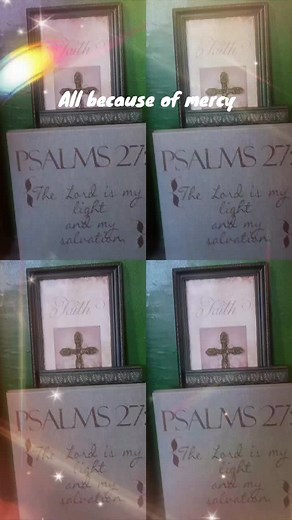 Faith
Faith
All because of mercy
PSALMS 27:
The Lord is my
light
and my
salvation
PSALMS 27:
The Lord is my
light
and my
salvation.
Faith
Faith
PSALMS 27:
The Lord is my
light
and my
salvation.
PSALMS 27:
The Lord is my
light
and my
salvation.